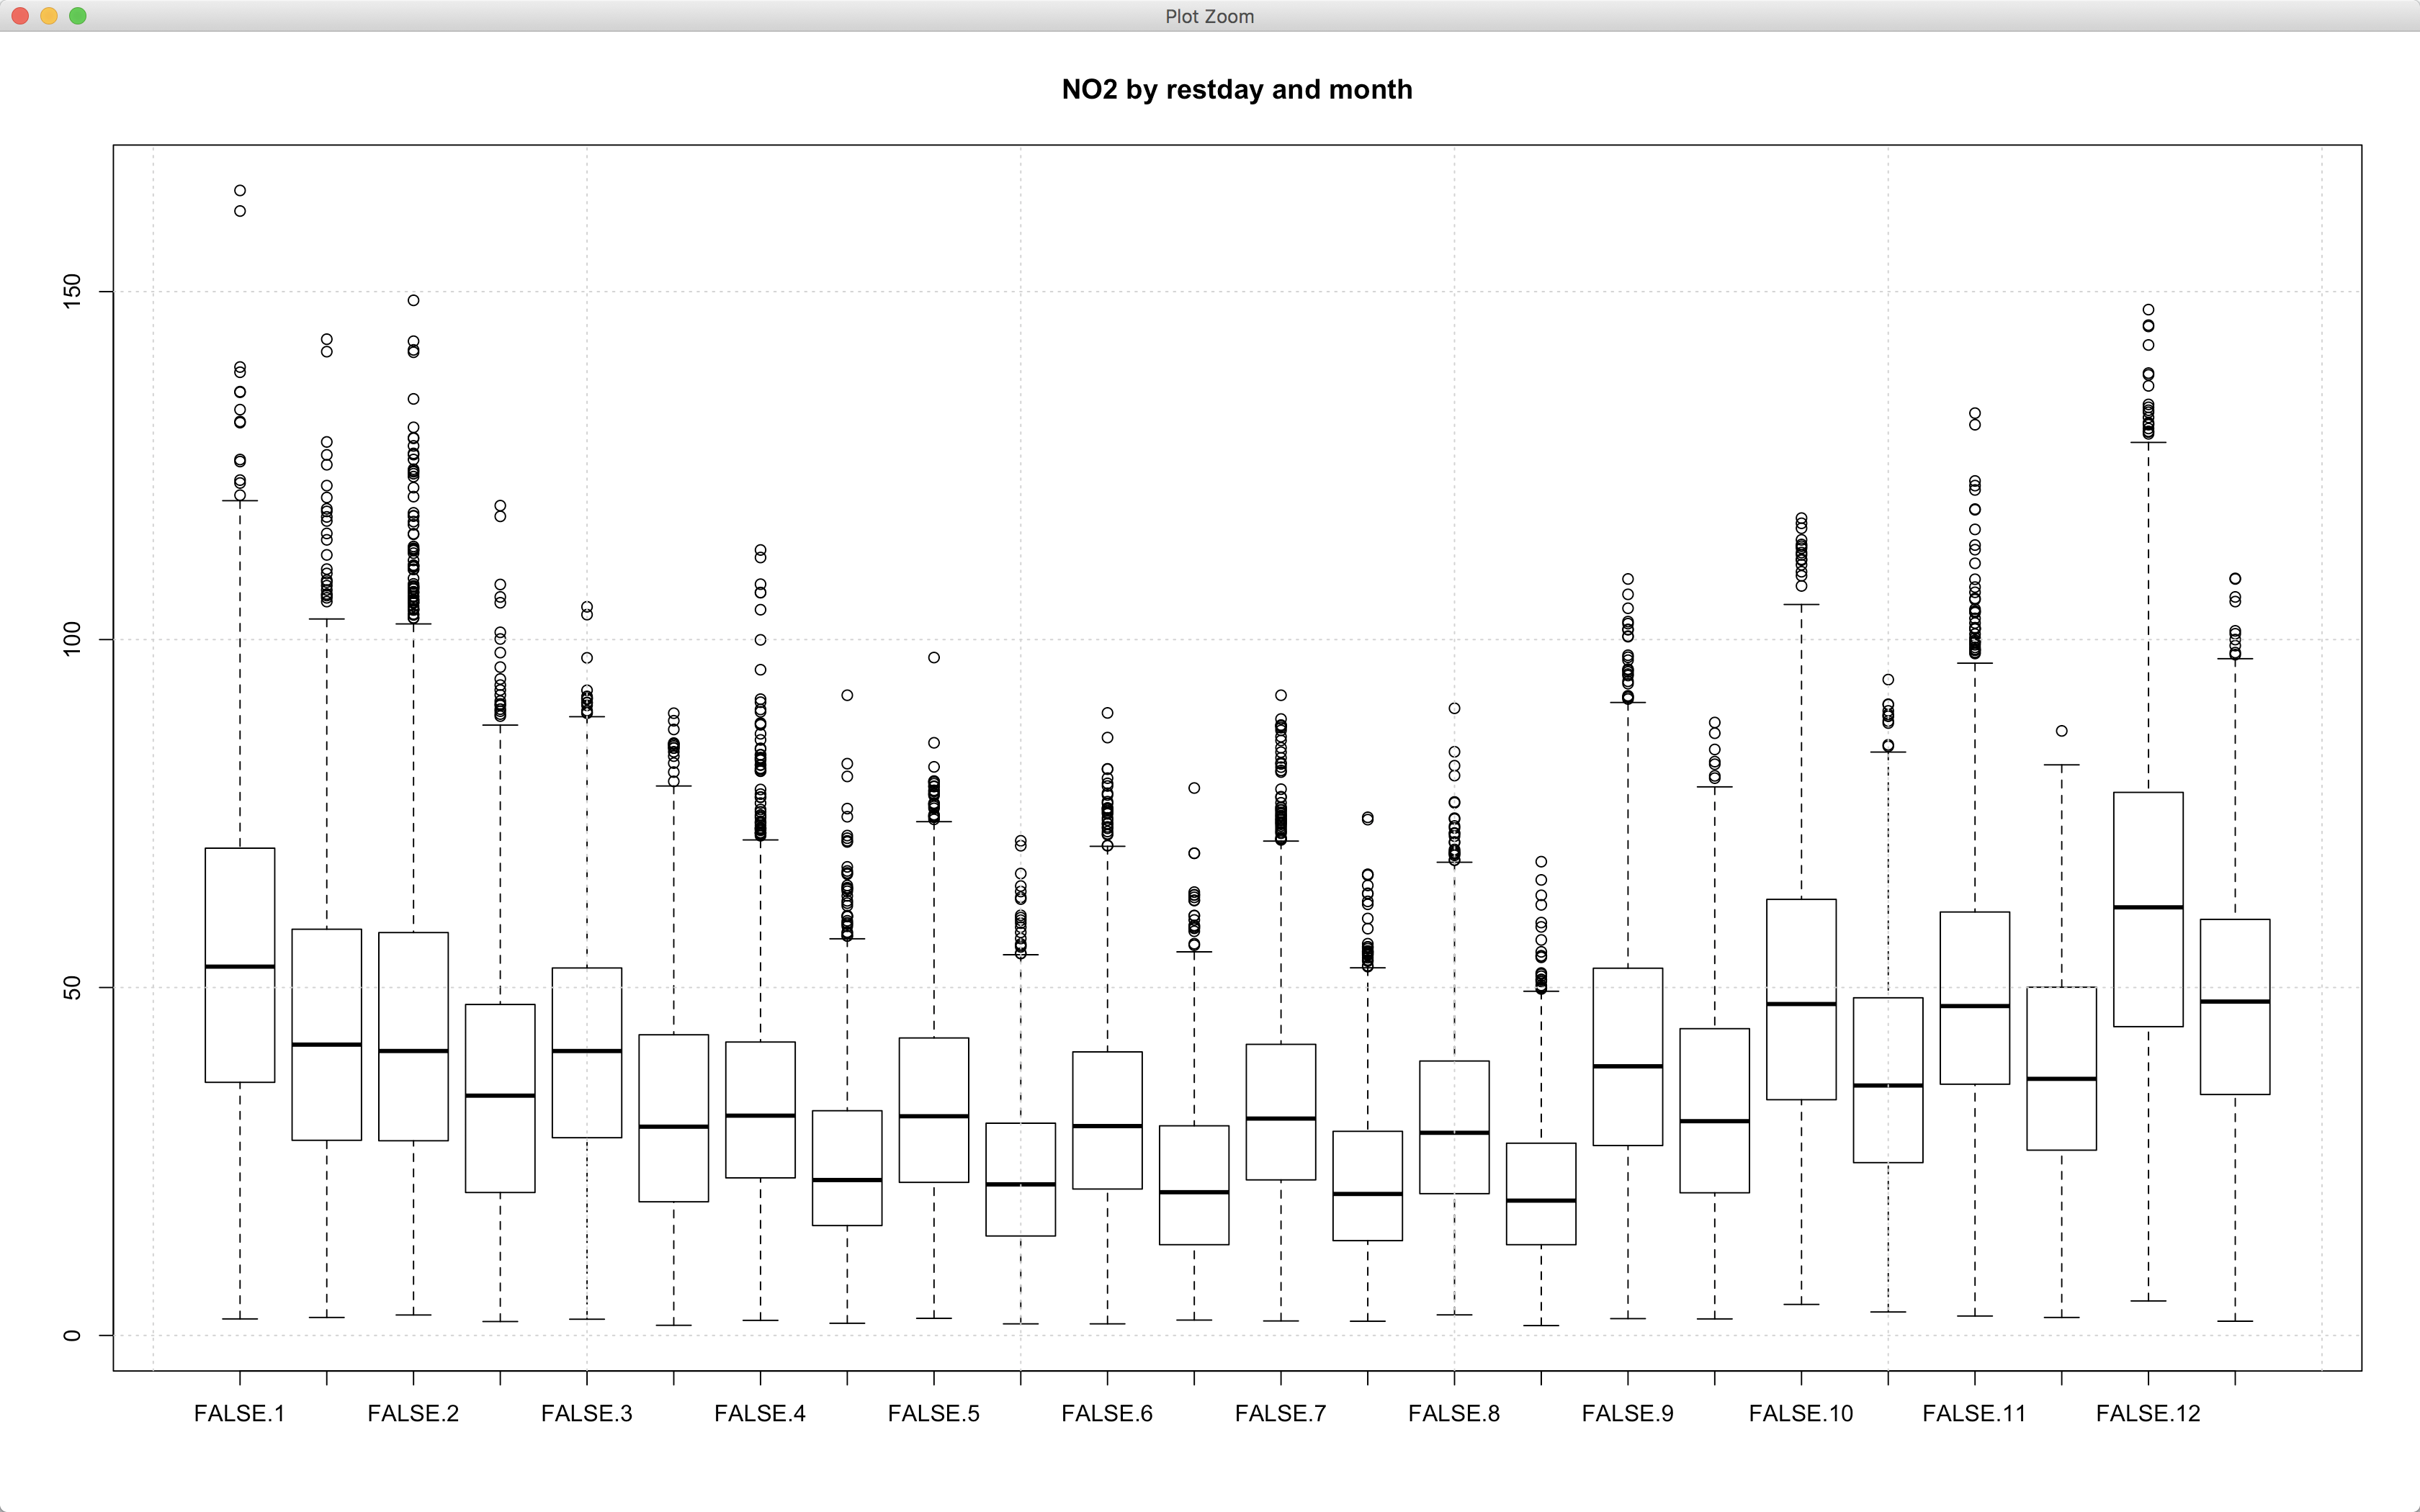 Plot Zoom
NO2 by restday and month
150
100
50
0
FALSE.1 FALSE.2 FALSE.3 FALSE.4 FALSE.5 FALSE.6 FALSE.7 FALSE.8 FALSE.9 FALSE.10 FALSE.11 FALSE.12